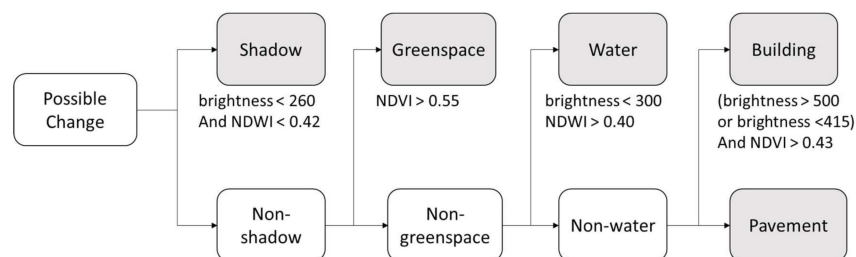 Shadow
Greenspace
Water
Building
Possible
Change
brightness < 260
And NDWI < 0.42
NDVI > 0.55
brightness < 300
NDWI > 0.40
(brightness > 500
or brightness <415)
And NDVI > 0.43
Non-
shadow
Non-
greenspace
Non-water
Pavement